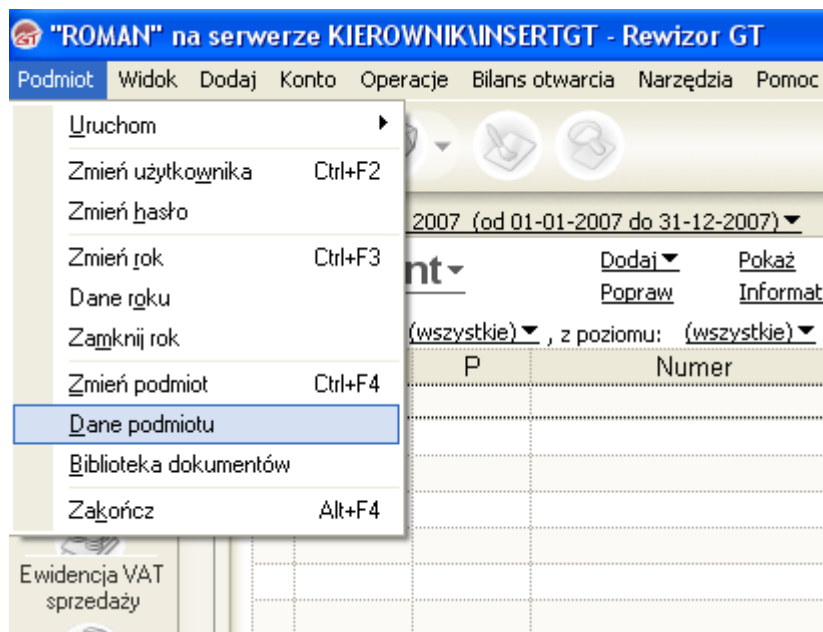 "ROMAN" na serwerze KIEROWNIK\INSERTGT - Rewizor GT
Podmiot Widok Dodaj Konto Operacje Bilans otwarcia Narzędzia Pomoc
Uruchom
Zmień użytkownika Ctrl+F2
Zmień hasło
2007 (od 01-01-2007 do 31-12-2007)
Zmień rok Ctrl+F3
nt Dodaj Pokaż
Dane roku
Popraw Informat
Zamknij rok
(wszystkie) , z poziomu: (wszystkie)
P Numer
Zmień podmiot Ctrl+F4
Dane podmiotu
Biblioteka dokumentów
Zakończ Alt+F4
Ewidencja VAT
sprzedaży